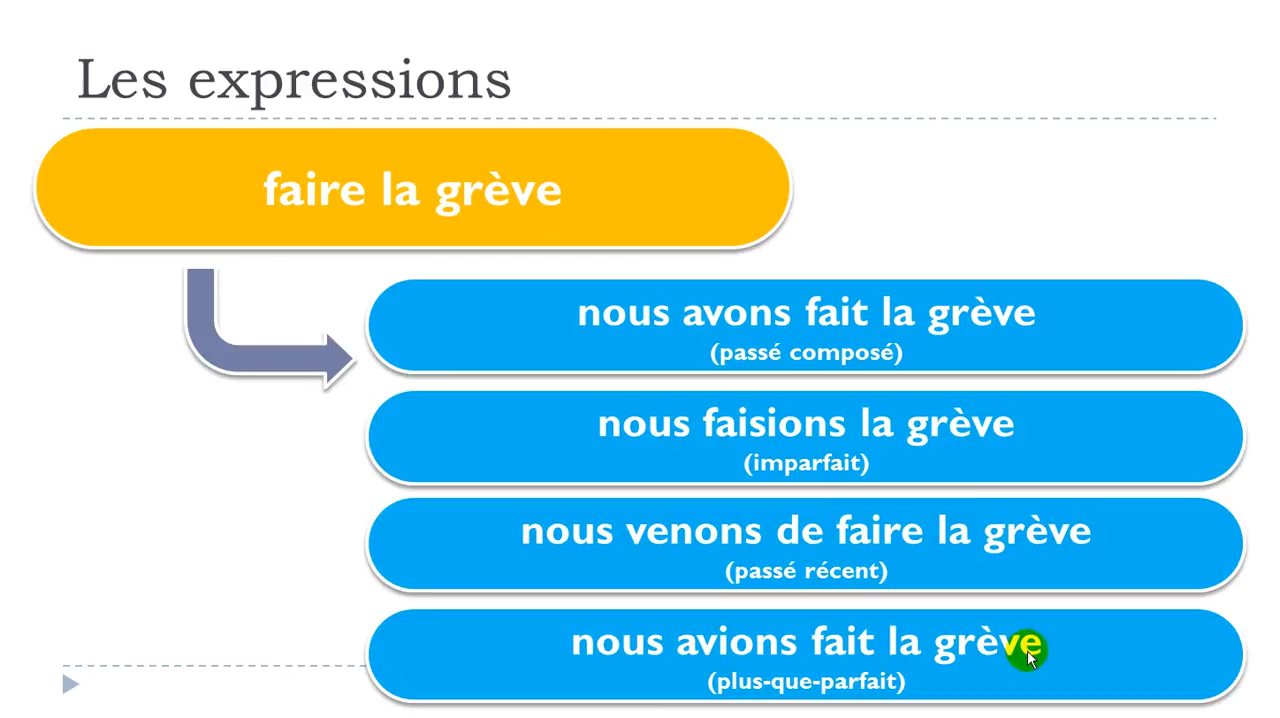 Les expressions
faire la grève
nous avons fait la grève
(passé composé)
nous faisions la grève
(imparfait)
nous venons de faire la grève
(passé récent)
nous avions fait la grève
(plus-que-parfait)